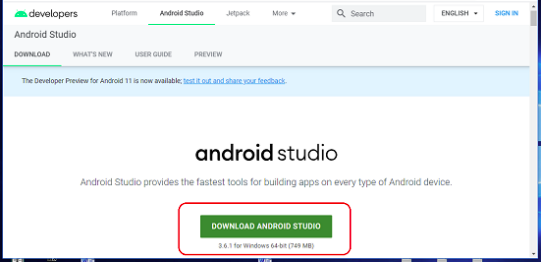 developers Platform Android Studio Jetpack More Search ENGLISH SIGN IN
Android Studio
DOWNLOAD WHAT'S NEW USER GUIDE PREVIEW
The Developer Preview for Android 11 is now available; test it out and share your feedback.
android studio
Android Studio provides the fastest tools for building apps on every type of Android device.
DOWNLOAD ANDROID STUDIO
3.6.1 for Windows 64-bit (749 MB)